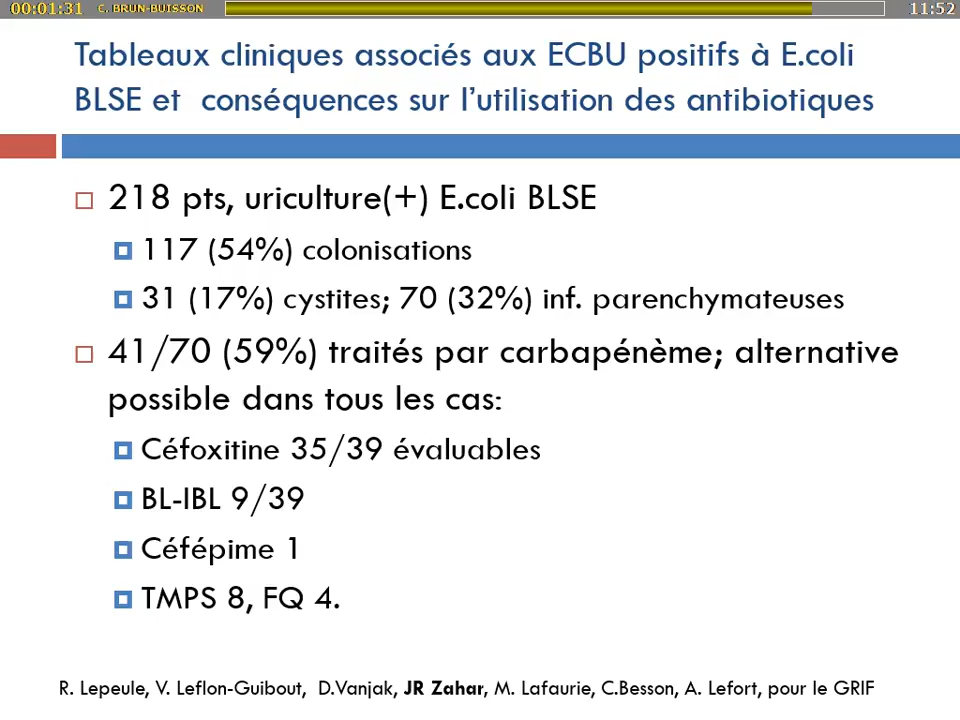 00:01:31 C. BRUN-BUISSON 11:52
Tableaux cliniques associés aux ECBU positifs à E.coli
BLSE et conséquences sur l’utilisation des antibiotiques
218 pts, uriculture(+) E.coli BLSE
117 (54%) colonisations
31 (17%) cystites; 70 (32%) inf. parenchymateuses
41/70 (59%) traités par carbapénème; alternative
possible dans tous les cas:
Céfoxitine 35/39 évaluables
BL-IBL 9/39
Céfépime 1
TMPS 8, FQ 4.
R. Lepeule, V. Leflon-Guibout, D.Vanjak, JR Zahar, M. Lafaurie, C.Besson, A. Lefort, pour le GRIF